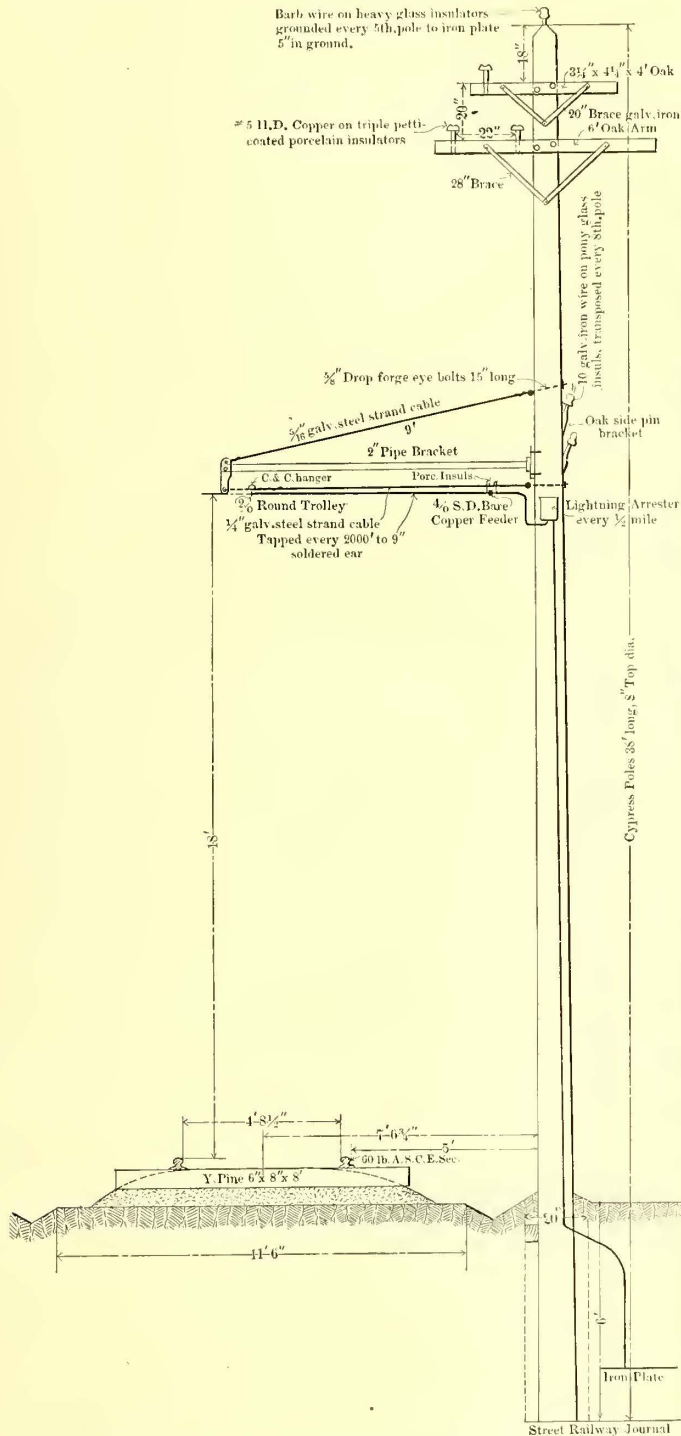 Barb wire on heavy glass insulators
grounded every 5th, pole to iron plate
5" in ground.
18"
3¼" x 4¼" x 4' Oak
20"
20" Brace galv. iron
6' Oak Arm
#5 H.D. Copper on triple petti-
coated porcelain insulators
22"
28" Brace
10 galv. iron wire on pony glass
insuls, transposed every 8th, pole
⅝" Drop forge eye bolts 15" long
5/16" galv. steel strand cable
9'
Oak side pin
bracket
2" Pipe Bracket
C. & C. hanger
Porc. Insuls.
2/0 Round Trolley
4/0 S.D. Bare
Copper Feeder
Lightning Arrester
every ½ mile
¼" galv. steel strand cable
Tapped every 2000' to 9"
soldered ear
Cypress Poles 38' long, 8" Top dia.
18'
4'-8½"
7'-6¾"
5'
60 lb. A.S.C.E. Sec.
Y. Pine 6" x 8" x 8'
20"
11'-6"
6'
Iron Plate
Street Railway Journal